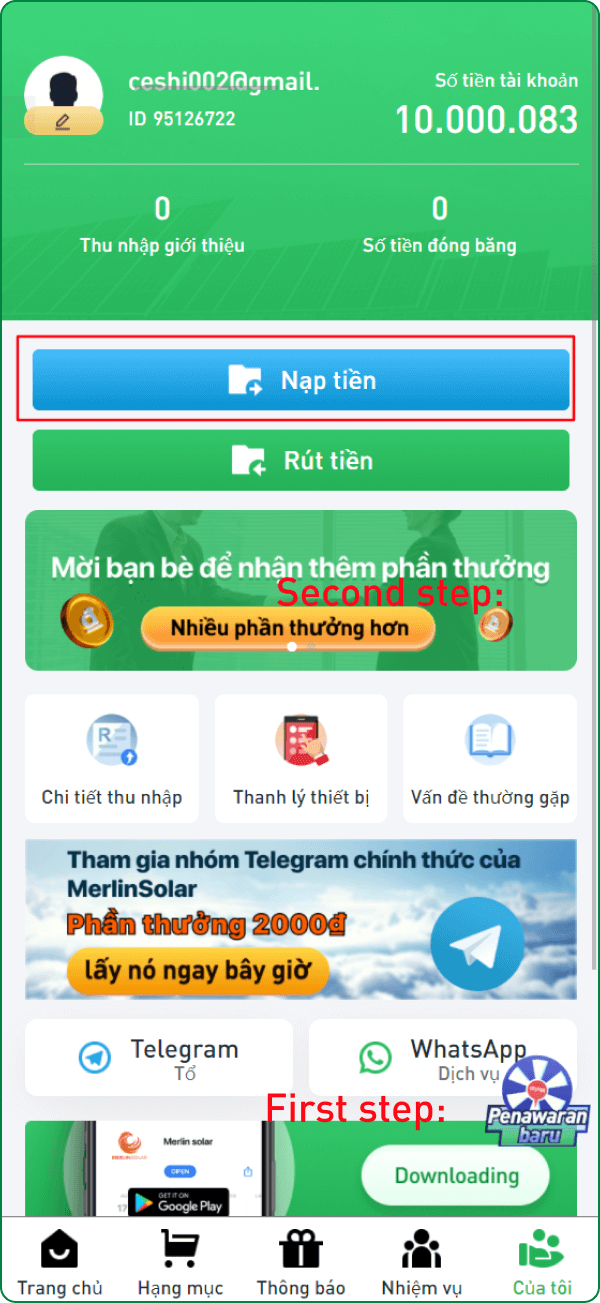 ceshi002@gmail.
ID 95126722
Số tiền tài khoản
10.000.083
0
Thu nhập giới thiệu
0
Số tiền đóng băng
Nạp tiền
Rút tiền
Mời bạn bè để nhận thêm phần thưởng
Second step:
Nhiều phần thưởng hơn
Chi tiết thu nhập
Thanh lý thiết bị
Vấn đề thường gặp
Tham gia nhóm Telegram chính thức của
MerlinSolar
Phần thưởng 2000đ
lấy nó ngay bây giờ
Telegram
Tổ
WhatsApp
Dịch vụ
First step:
Penawaran
baru
Merlin solar
MERLINSOLAR
OPEN
GET IT ON
Google Play
Downloading
Trang chủ
Hạng mục
Thông báo
Nhiệm vụ
Của tôi